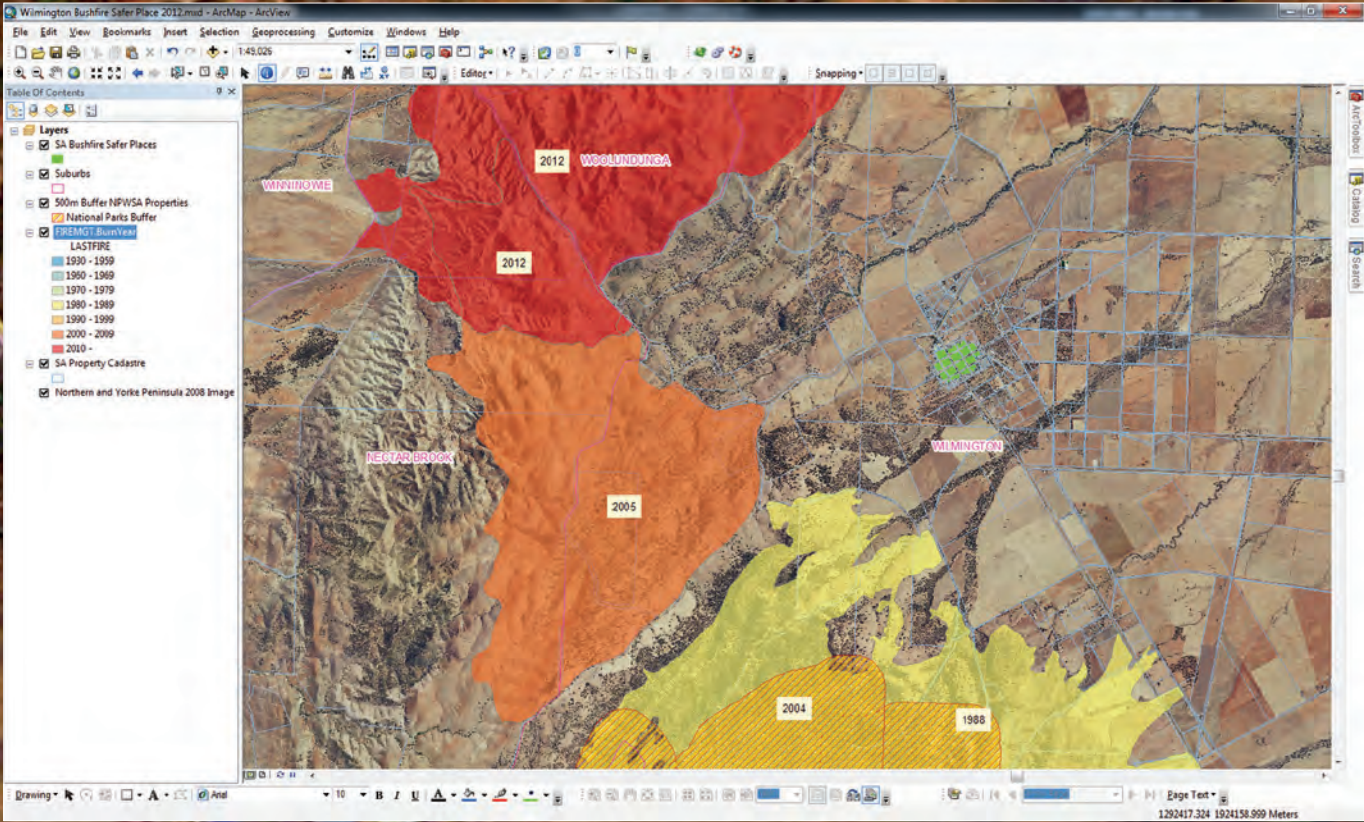 Wilmington Bushfire Safer Place 2012.mxd - ArcMap - ArcView
File Edit View Bookmarks Insert Selection Geoprocessing Customize Windows Help
1:49,026
Editor
Snapping
Table Of Contents
Layers
SA Bushfire Safer Places
Suburbs
500m Buffer NPWSA Properties
National Parks Buffer
FIREMGT.BurnYear
LASTFIRE
1930 - 1959
1960 - 1969
1970 - 1979
1980 - 1989
1990 - 1999
2000 - 2009
2010 -
SA Property Cadastre
Northern and Yorke Peninsula 2008 Image
2012
WOOLUNDUNGA
WINNINOWIE
2012
NECTAR BROOK
WILMINGTON
2005
2004
1988
ArcToolbox
Catalog
Search
Drawing
A
Arial
10
B I U A
Page Text
1292417.324 1924158.999 Meters